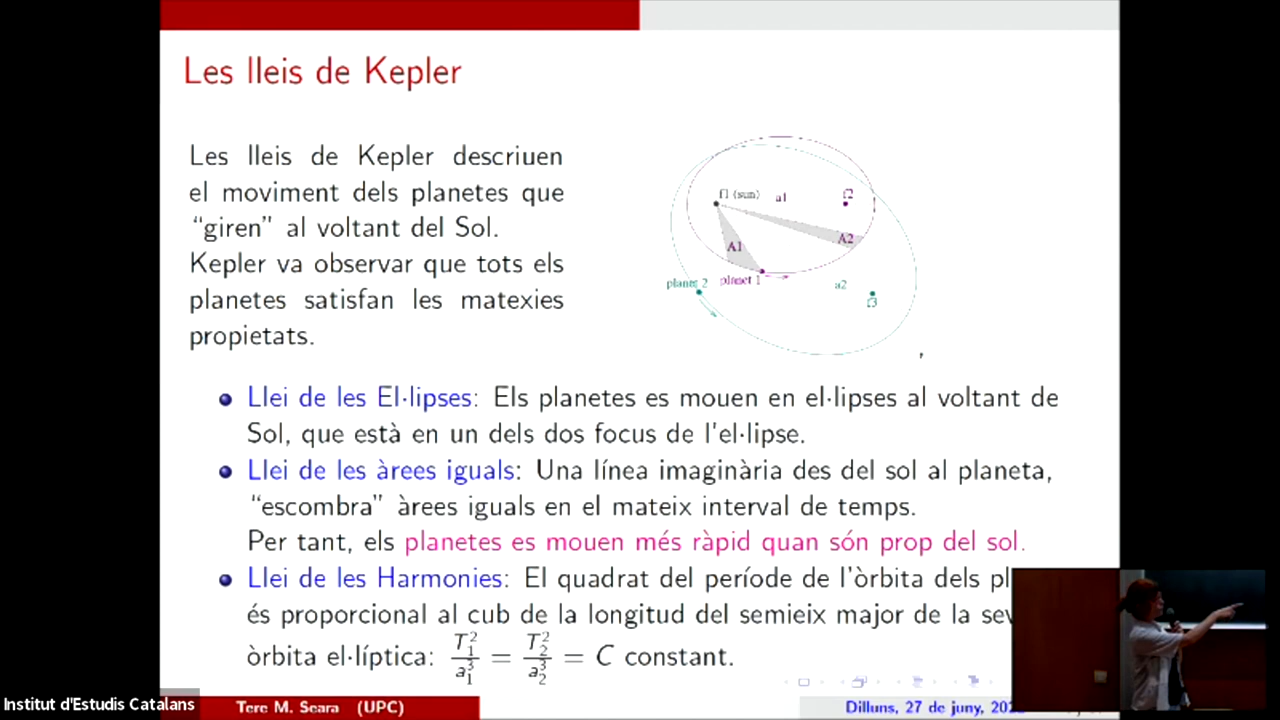 Les lleis de Kepler
Les lleis de Kepler descriuen
el moviment dels planetes que
“giren” al voltant del Sol.
Kepler va observar que tots els
planetes satisfan les matexies
propietats.
f1 (sun)
a1
f2
A1
A2
planet 1
planet 2
a2
f3
,
Llei de les El·lipses: Els planetes es mouen en el·lipses al voltant de
Sol, que està en un dels dos focus de l'el·lipse.
Llei de les àrees iguals: Una línea imaginària des del sol al planeta,
“escombra” àrees iguals en el mateix interval de temps.
Per tant, els planetes es mouen més ràpid quan són prop del sol.
Llei de les Harmonies: El quadrat del període de l'òrbita dels
és proporcional al cub de la longitud del semieix major de la
òrbita el·líptica: T₁²/a₁³ = T₂²/a₂³ = C constant.
Institut d'Estudis Catalans
Tere M. Seara (UPC)
Dilluns, 27 de juny,